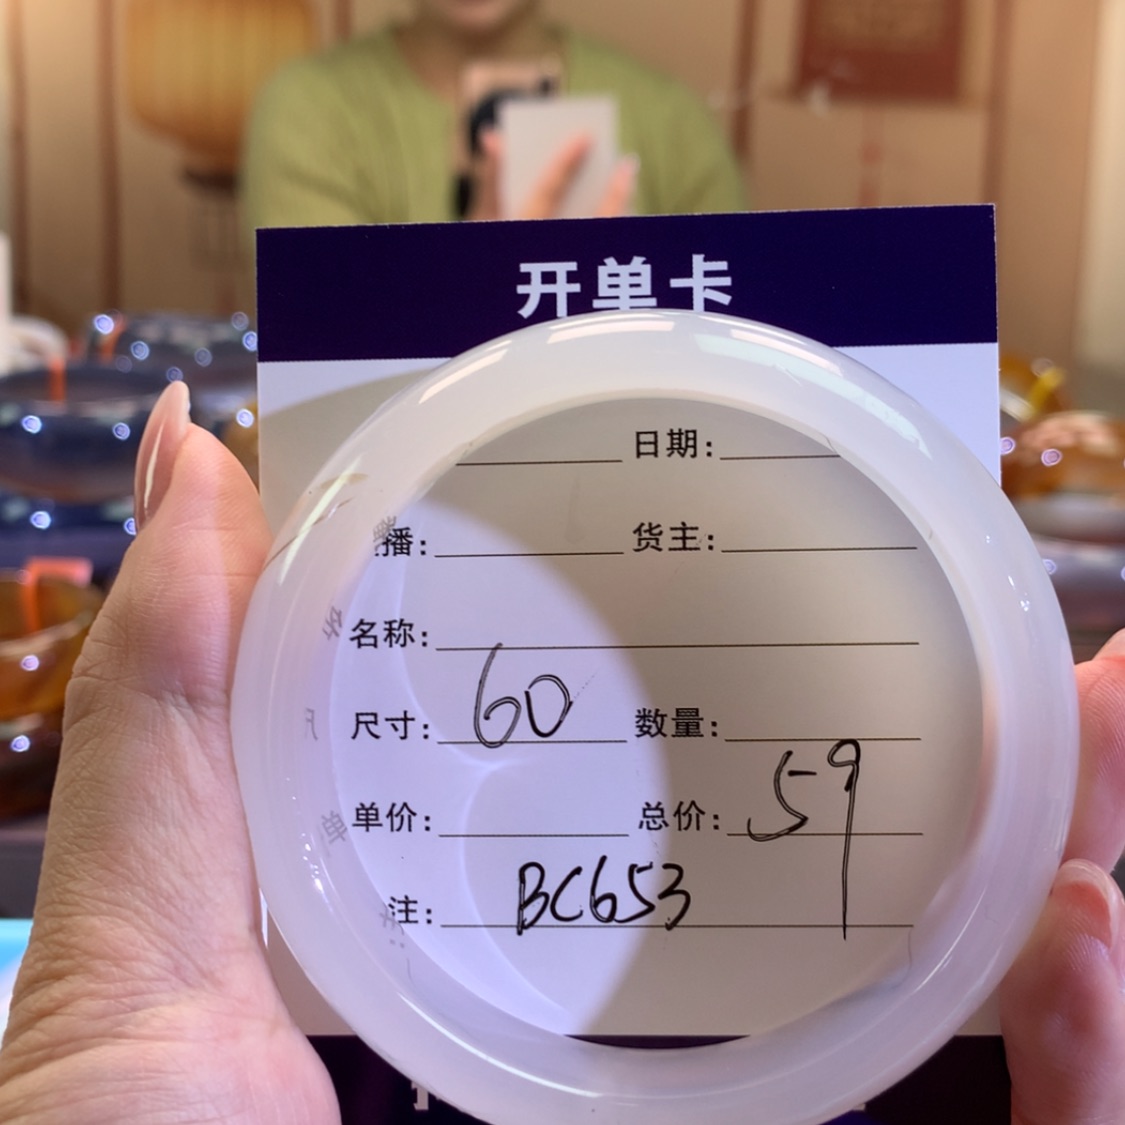 开单卡
日期:
播: 货主:
名称:
尺寸: 60 数量:
单价: 总价: 59
注: BC653